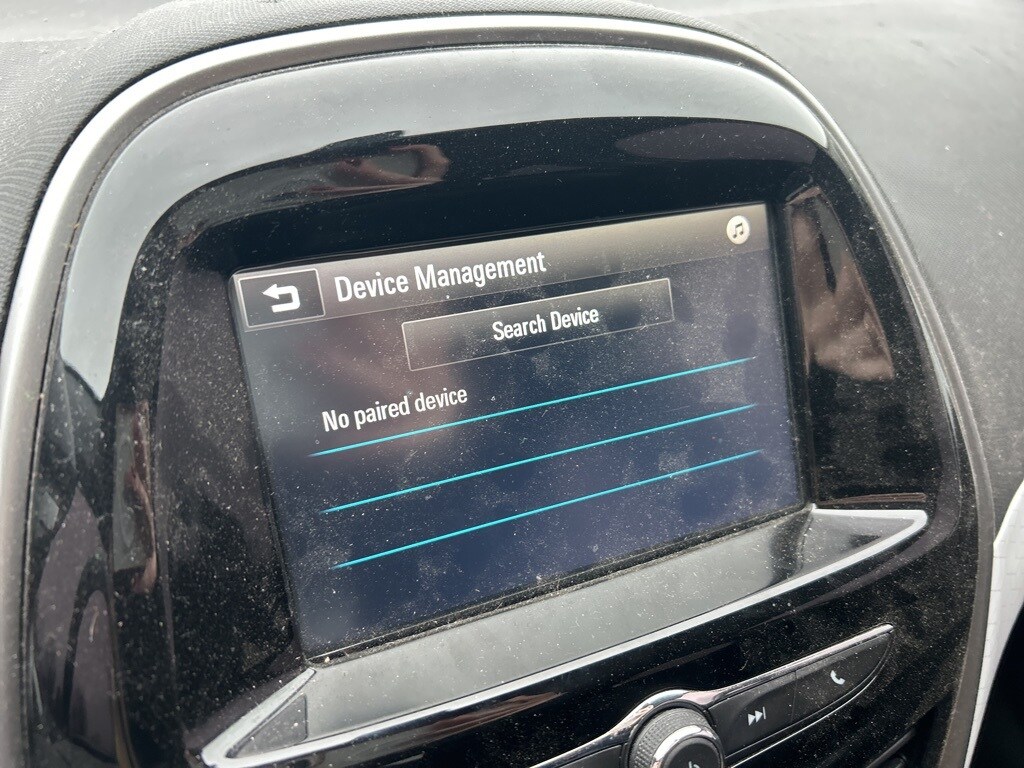 Device Management
Search Device
No paired device